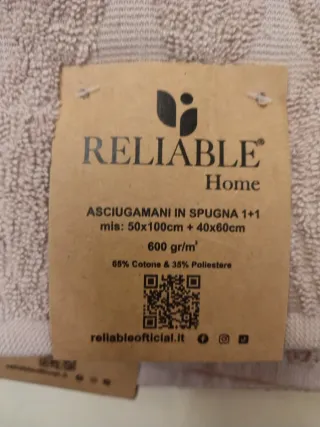 RELIABLE®
Home
ASCIUGAMANI IN SPUGNA 1+1
mis: 50x100cm + 40x60cm
600 gr/m²
65% Cotone & 35% Poliestere
reliableofficial.it